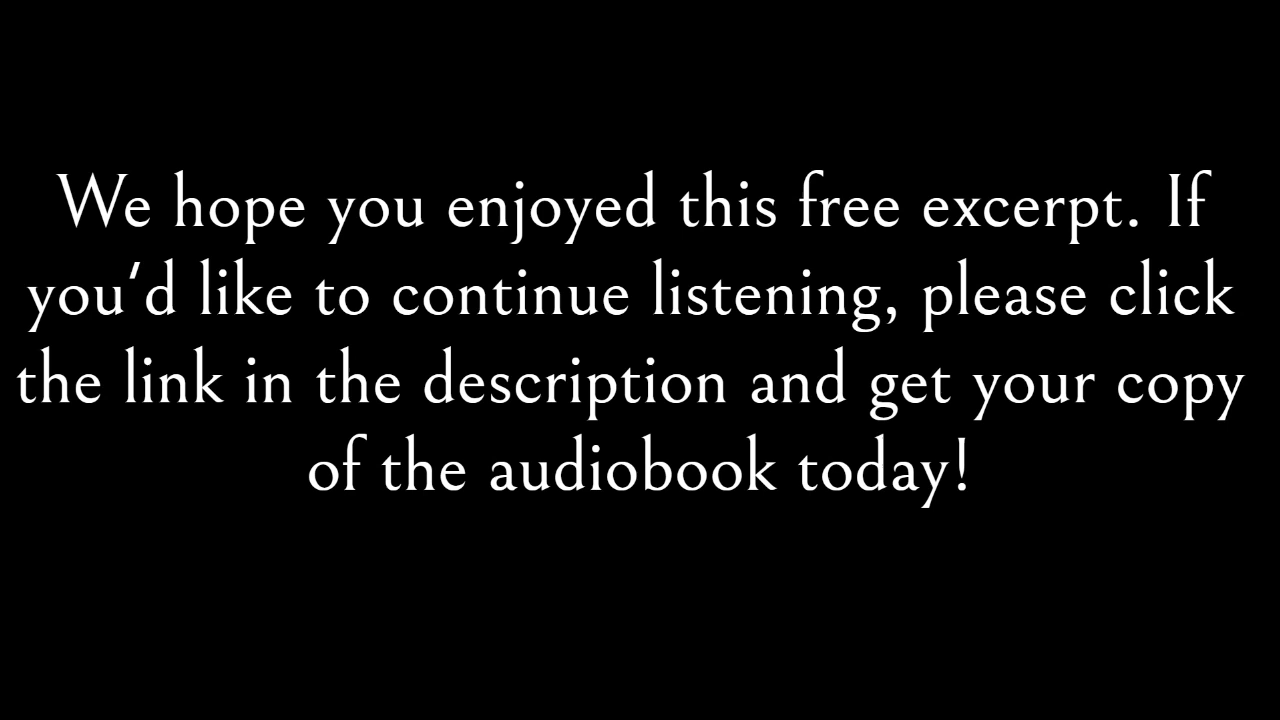 We hope you enjoyed this free excerpt. If
you'd like to continue listening, please click
the link in the description and get your copy
of the audiobook today!